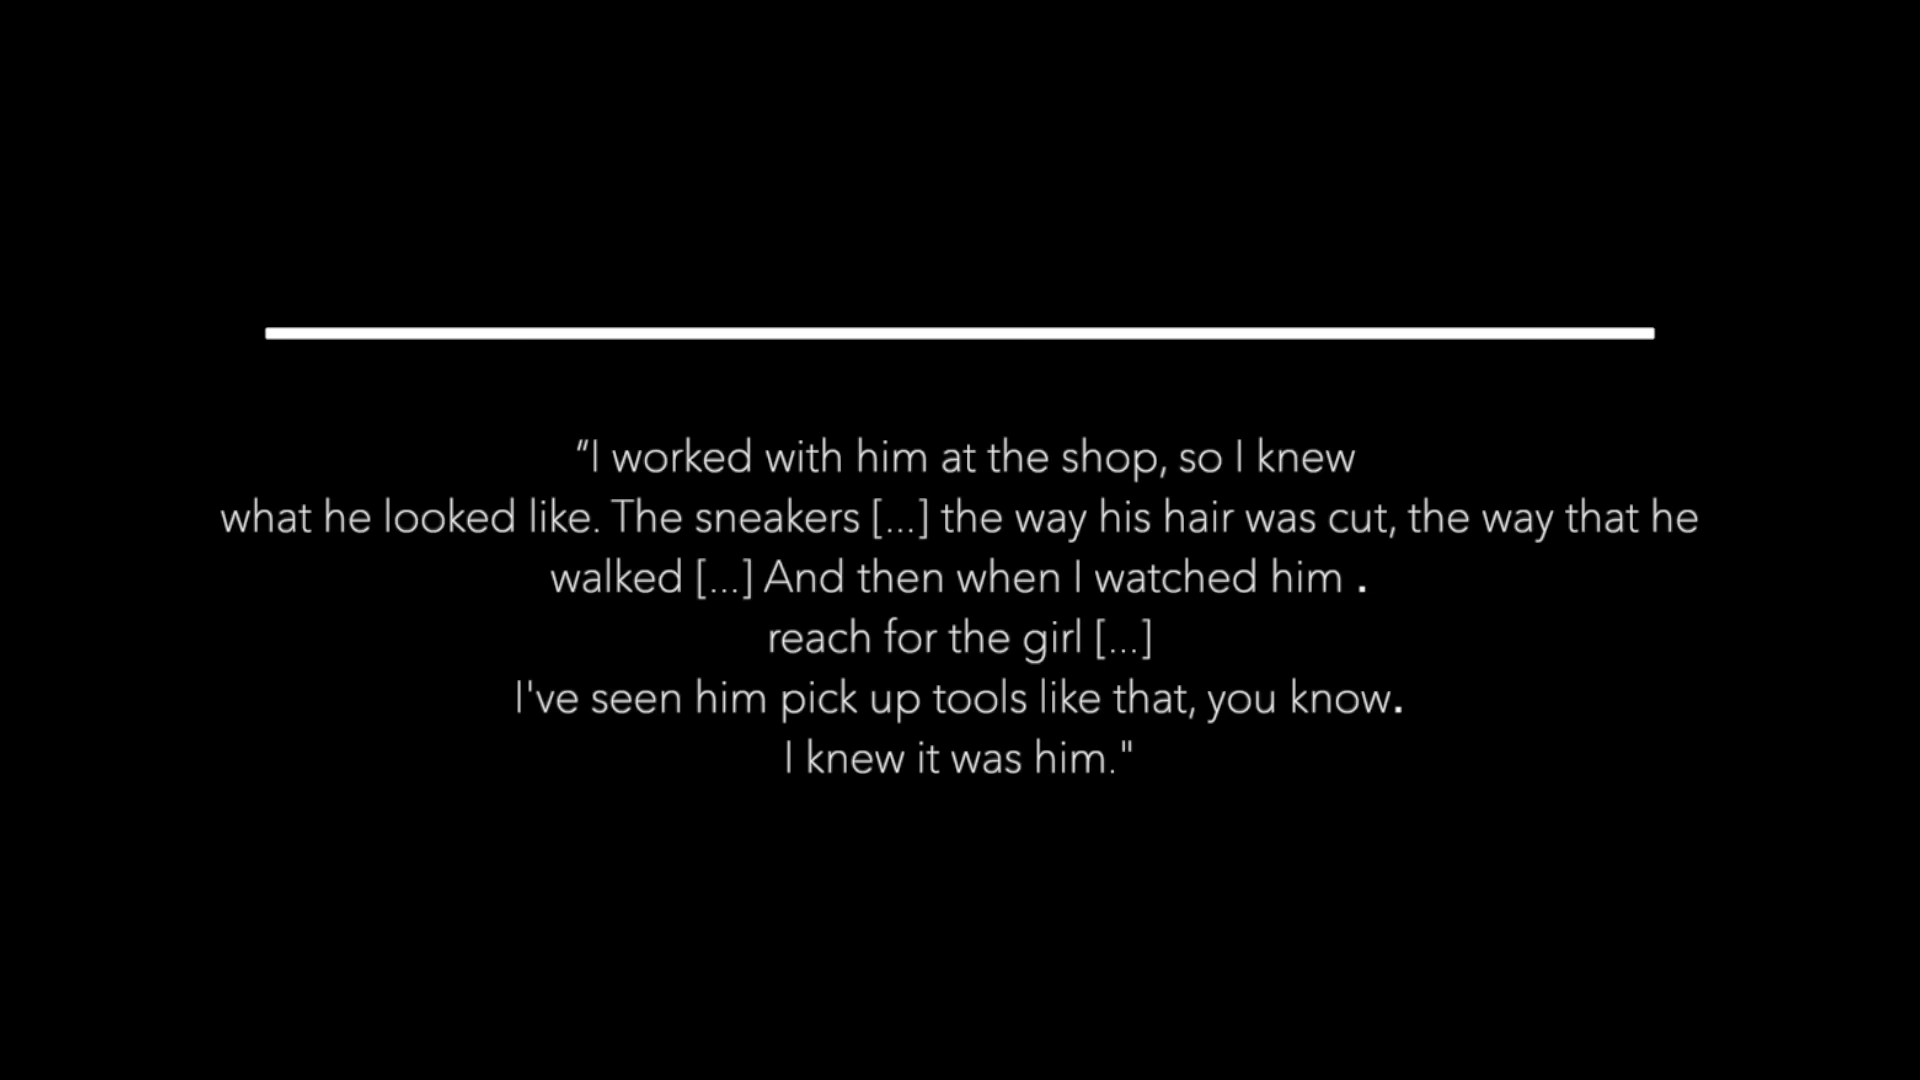 “I worked with him at the shop, so I knew
what he looked like. The sneakers [...] the way his hair was cut, the way that he
walked [...] And then when I watched him .
reach for the girl [...]
I've seen him pick up tools like that, you know.
I knew it was him."